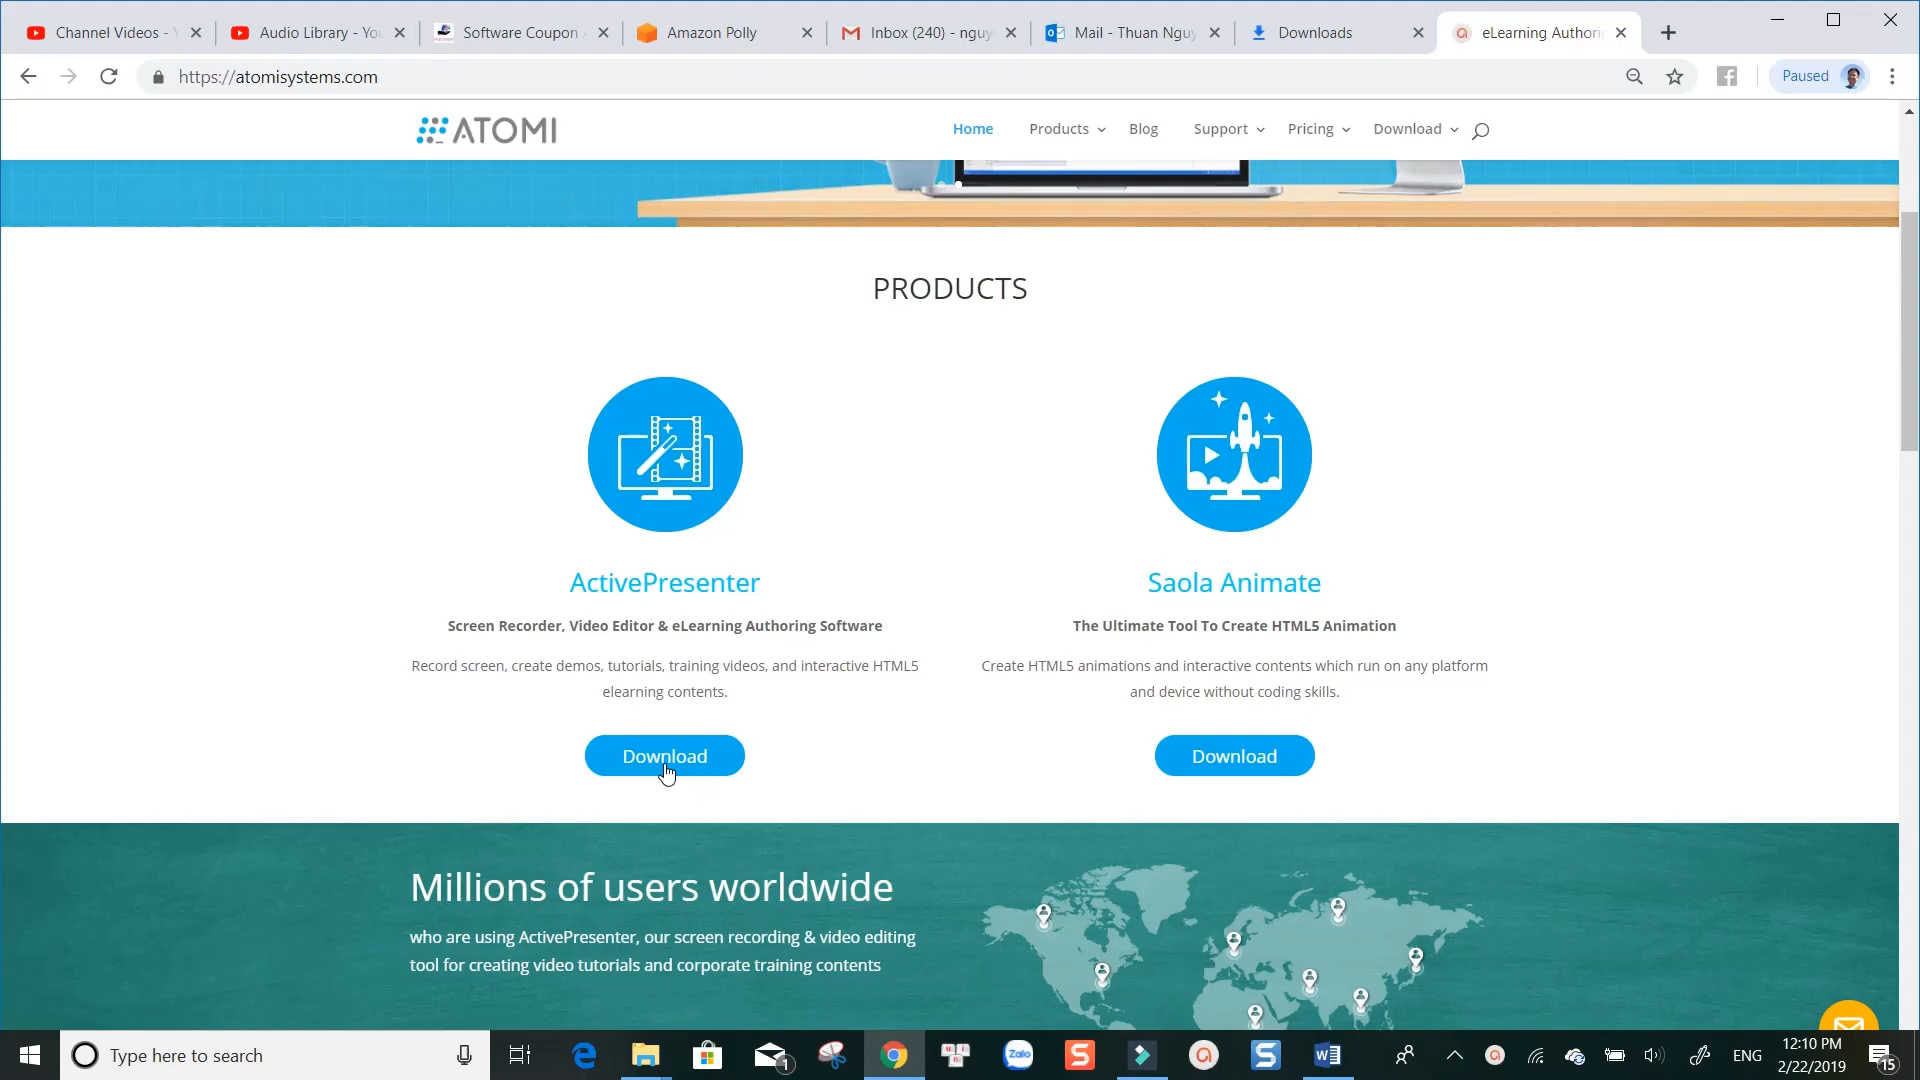 Channel Videos -
Audio Library - You
Software Coupon
Amazon Polly
Inbox (240) - nguy
Mail - Thuan Nguy
Downloads
eLearning Authori
https://atomisystems.com
Paused
ATOMI
Home
Products
Blog
Support
Pricing
Download
PRODUCTS
ActivePresenter
Saola Animate
Screen Recorder, Video Editor & eLearning Authoring Software
The Ultimate Tool To Create HTML5 Animation
Record screen, create demos, tutorials, training videos, and interactive HTML5
elearning contents.
Create HTML5 animations and interactive contents which run on any platform
and device without coding skills.
Download
Download
Millions of users worldwide
who are using ActivePresenter, our screen recording & video editing
tool for creating video tutorials and corporate training contents
Type here to search
1
Zalo
ENG
12:10 PM
2/22/2019
15